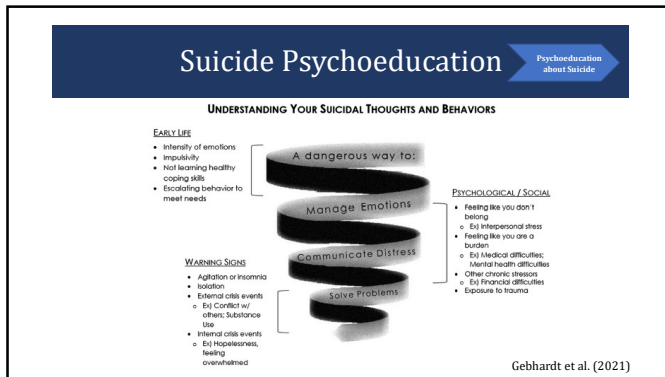 Suicide Psychoeducation
Psychoeducation
about Suicide
UNDERSTANDING YOUR SUICIDAL THOUGHTS AND BEHAVIORS
EARLY LIFE
• Intensity of emotions
• Impulsivity
• Not learning healthy
coping skills
• Escalating behavior to
meet needs
A dangerous way to:
Manage Emotions
Communicate Distress
Solve Problems
PSYCHOLOGICAL / SOCIAL
• Feeling like you don't
belong
o Ex) Interpersonal stress
• Feeling like you are a
burden
o Ex) Medical difficulties;
Mental health difficulties
• Other chronic stressors
o Ex) Financial difficulties
• Exposure to trauma
WARNING SIGNS
• Agitation or insomnia
• Isolation
• External crisis events
o Ex) Conflict w/
others; Substance
Use
• Internal crisis events
o Ex) Hopelessness,
feeling
overwhelmed
Gebhardt et al. (2021)